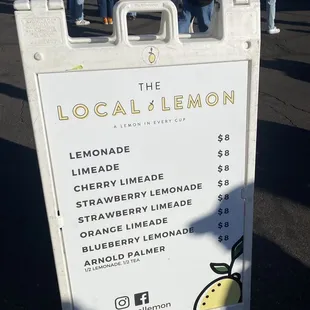 THE
LOCAL LEMON
A LEMON IN EVERY CUP
LEMONADE $8
LIMEADE $8
CHERRY LIMEADE $8
STRAWBERRY LEMONADE $8
STRAWBERRY LIMEADE $8
ORANGE LIMEADE $8
BLUEBERRY LEMONADE $8
ARNOLD PALMER $8
1/2 LEMONADE, 1/2 TEA